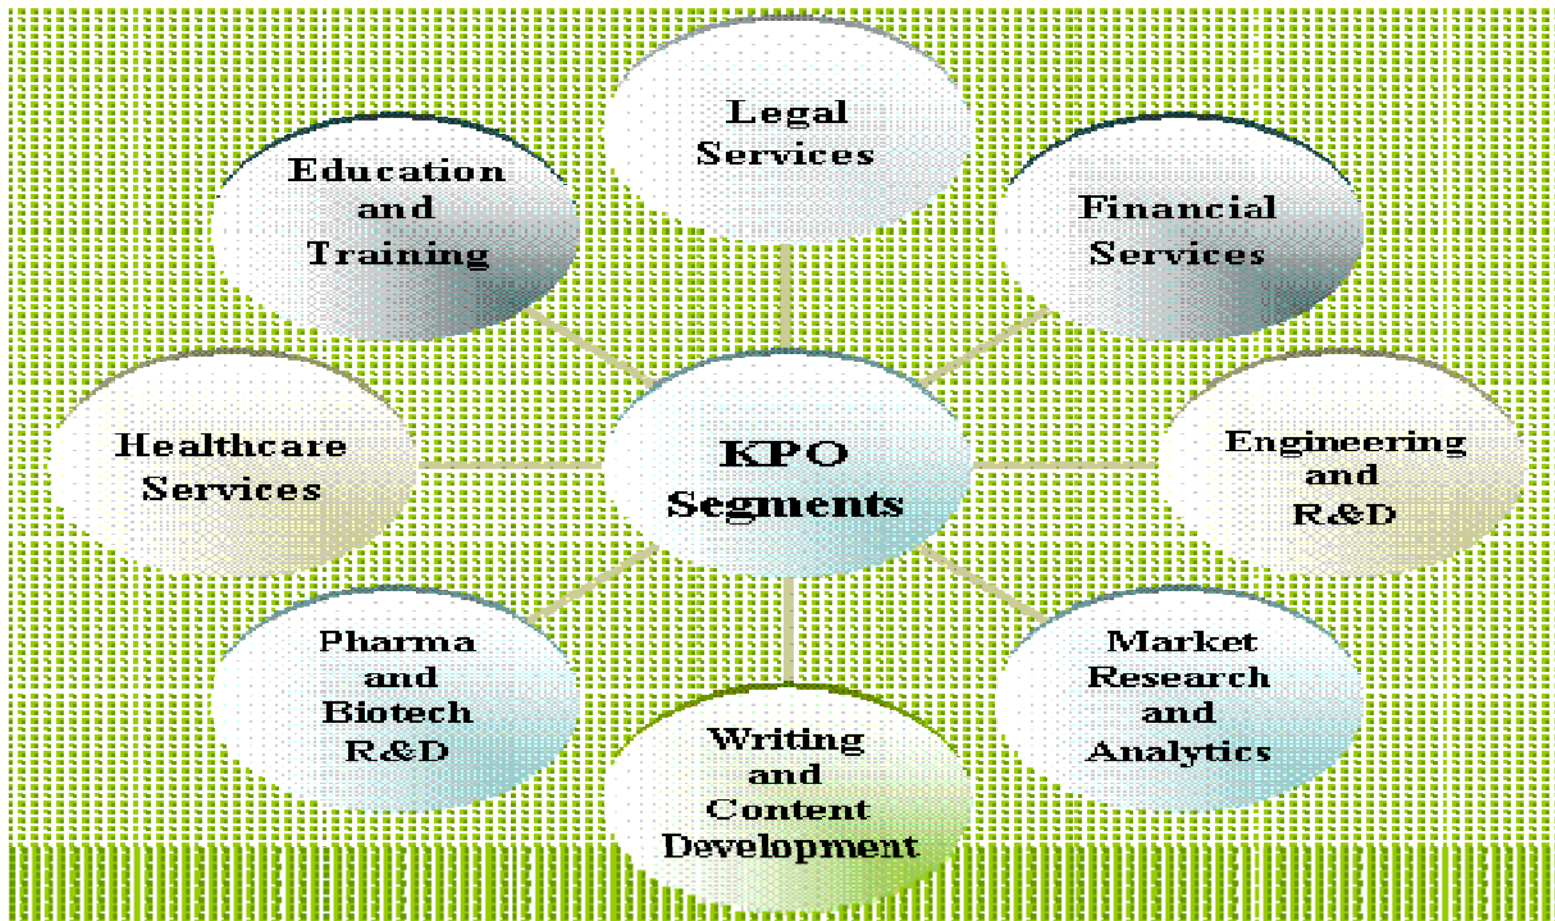 Legal
Services
Education
and
Training
Financial
Services
Healthcare
Services
KPO
Segments
Engineering
and
R&D
Pharma
and
Biotech
R&D
Market
Research
and
Analytics
Writing
and
Content
Development